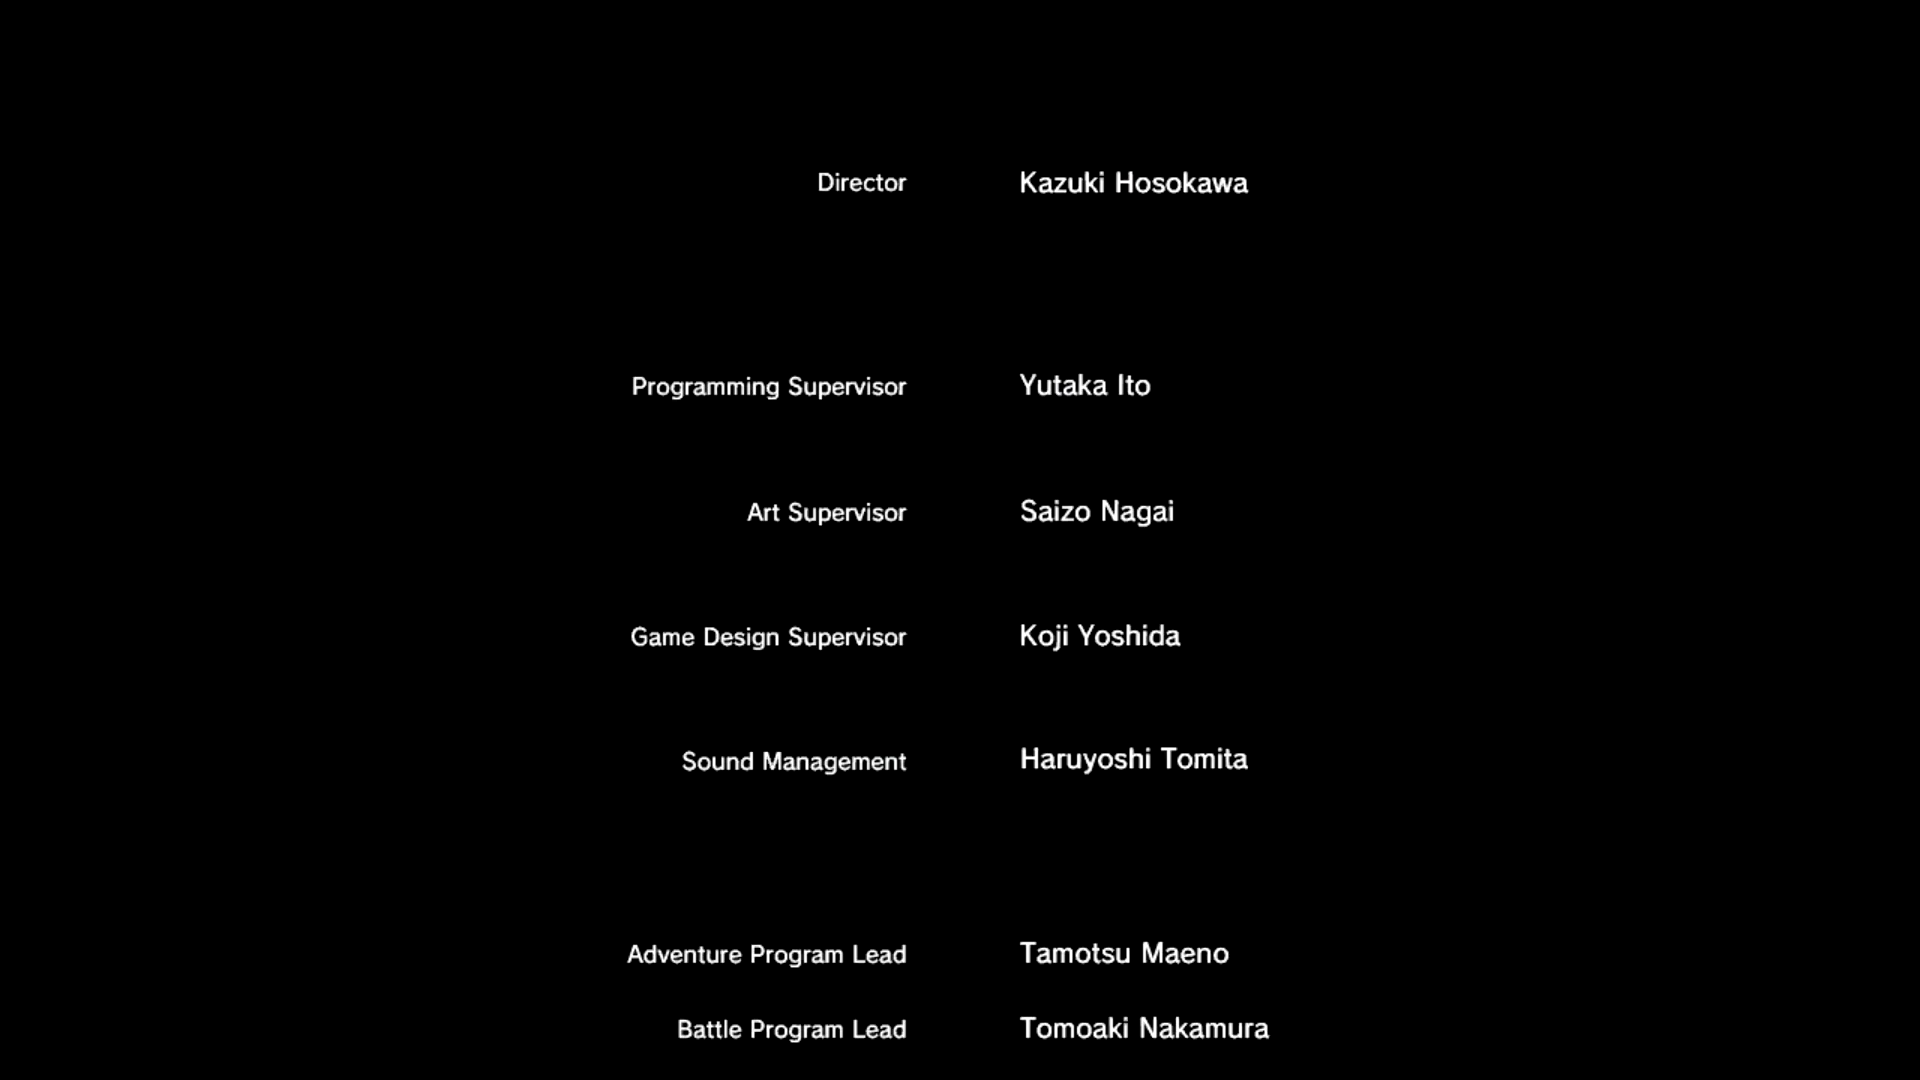 Director Kazuki Hosokawa
Programming Supervisor Yutaka Ito
Art Supervisor Saizo Nagai
Game Design Supervisor Koji Yoshida
Sound Management Haruyoshi Tomita
Adventure Program Lead Tamotsu Maeno
Battle Program Lead Tomoaki Nakamura